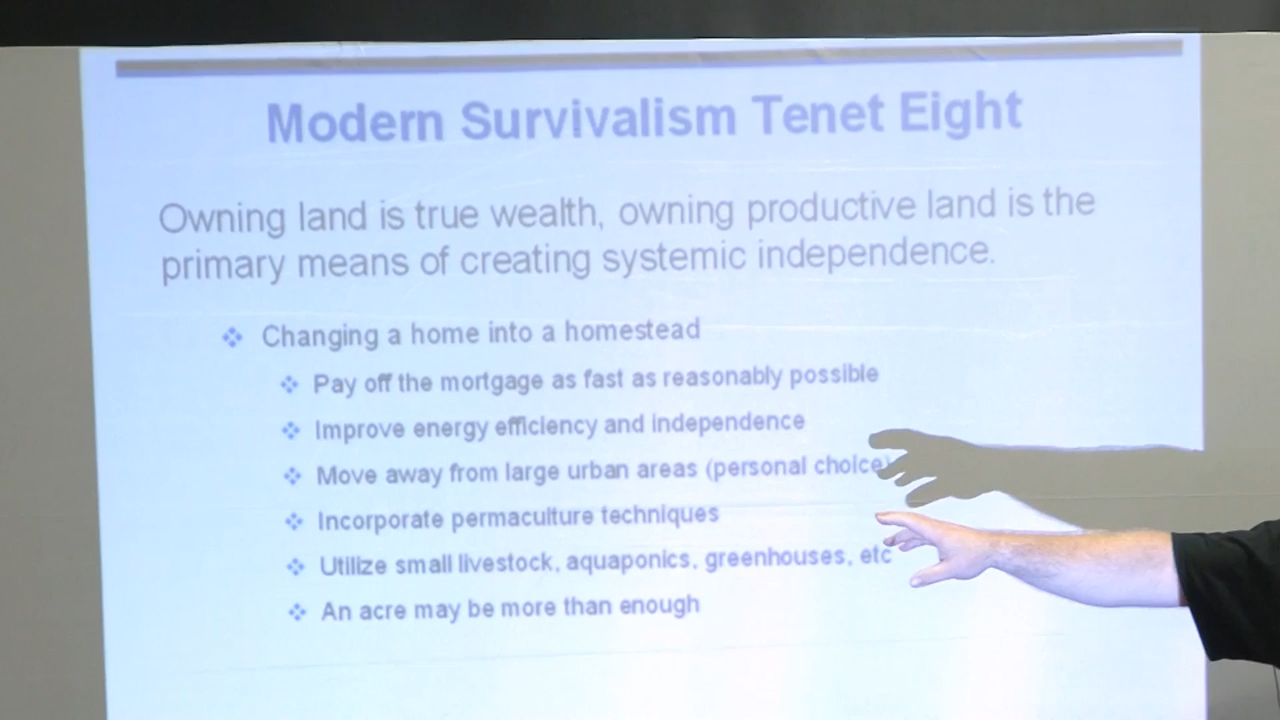 Modern Survivalism Tenet Eight
Owning land is true wealth, owning productive land is the
primary means of creating systemic independence.
Changing a home into a homestead
Pay off the mortgage as fast as reasonably possible
Improve energy efficiency and independence
Move away from large urban areas (personal choice)
Incorporate permaculture techniques
Utilize small livestock, aquaponics, greenhouses, etc
An acre may be more than enough